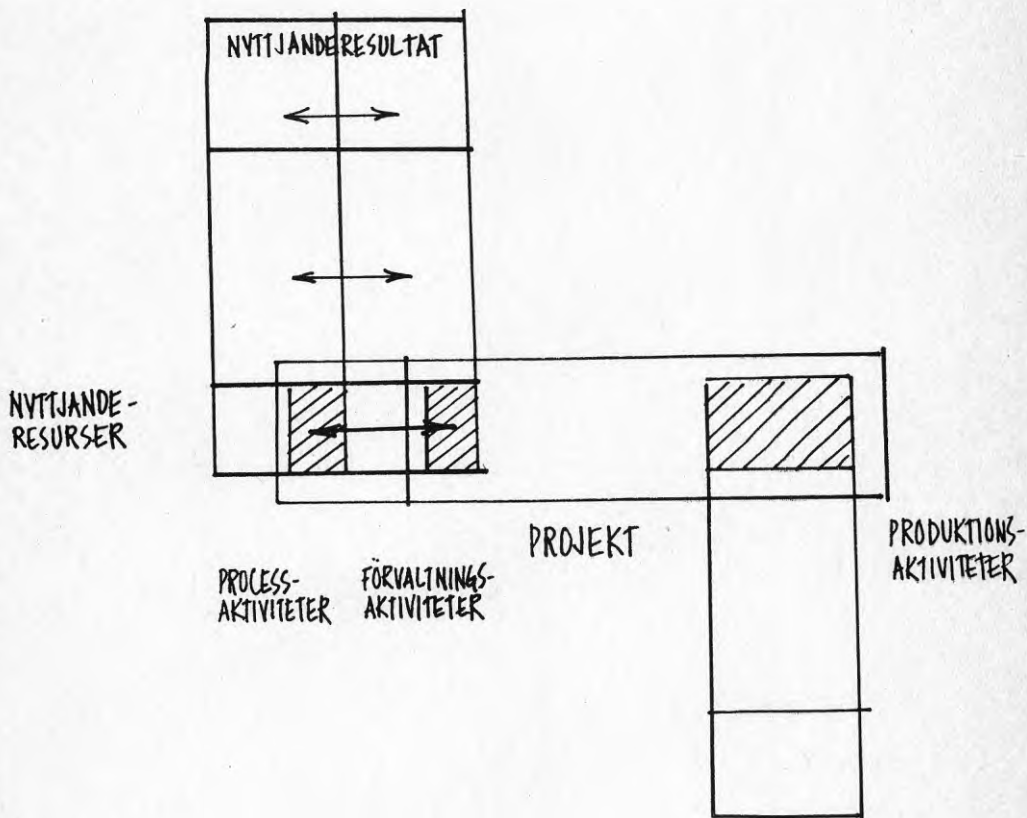 NYTTJANDERESULTAT
NYTTJANDE-
RESURSER
PROCESS-
AKTIVITETER
FÖRVALTNINGS-
AKTIVITETER
PROJEKT
PRODUKTIONS-
AKTIVITETER